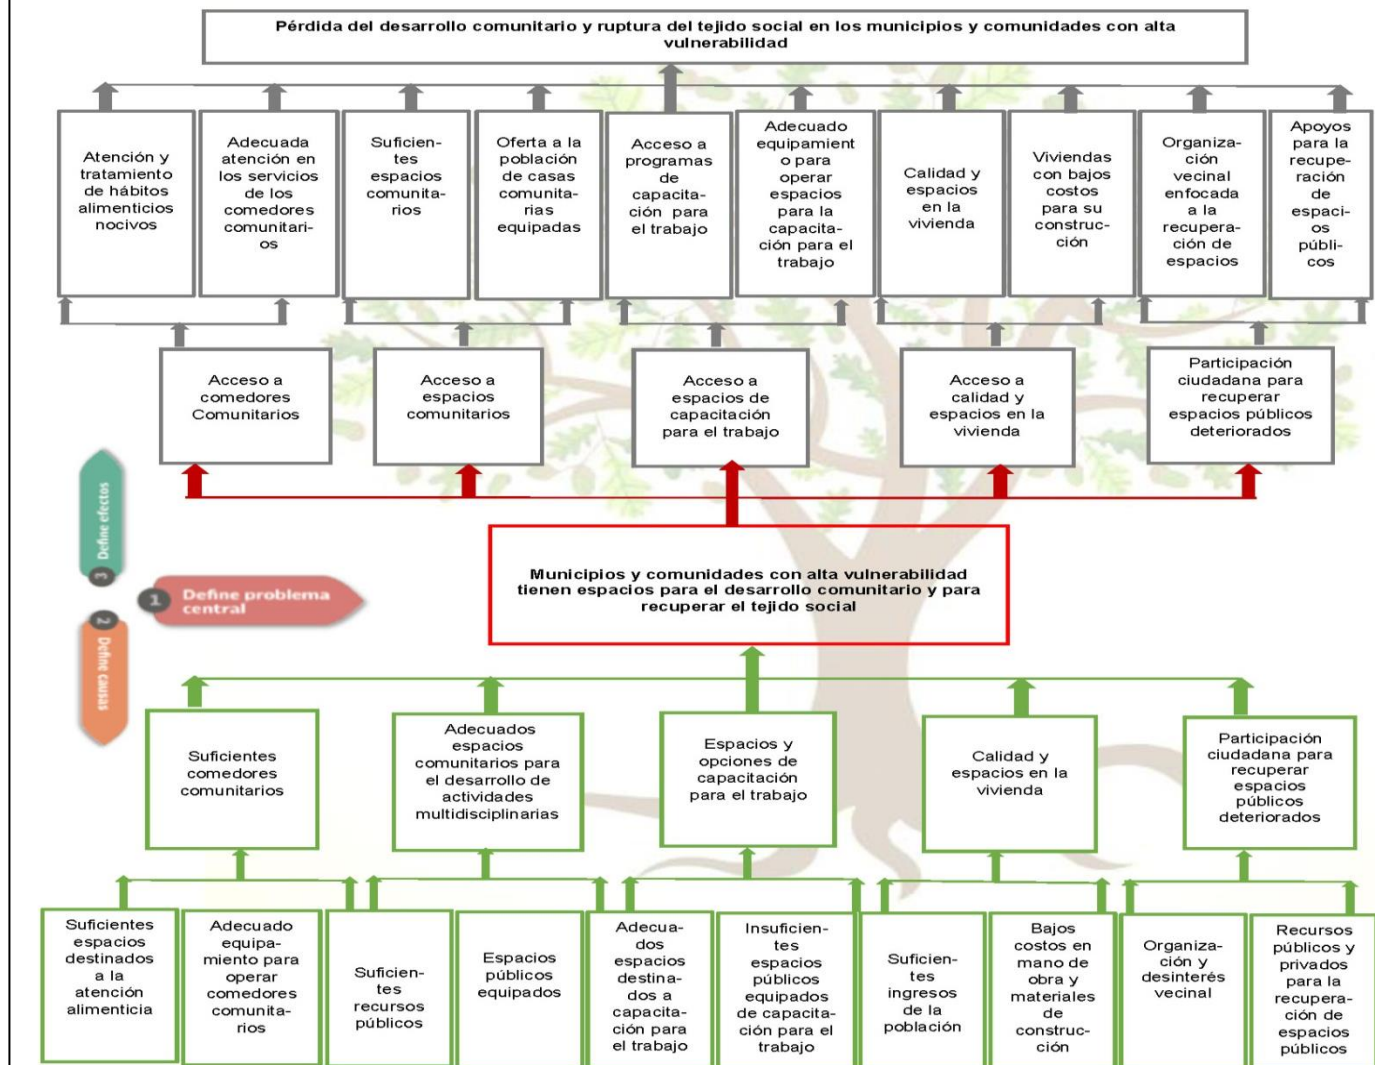 Pérdida del desarrollo comunitario y ruptura del tejido social en los municipios y comunidades con alta
vulnerabilidad
Atención y
tratamiento
de hábitos
alimenticios
nocivos
Adecuada
atención en
los servicios
de los
comedores
comunitari-
os
Suficien-
tes
espacios
comunita-
rios
Oferta a la
población
de casas
comunita-
rias
equipadas
Acceso a
programas
de
capacita-
ción para
el trabajo
Adecuado
equipamient
o para
operar
espacios
para la
capacita-
ción para el
trabajo
Calidad y
espacios
en la
vivienda
Viviendas
con bajos
costos
para su
construc-
ción
Organiza-
ción
vecinal
enfocada
a la
recupera-
ción de
espacios
Apoyos
para la
recupe-
ración
de
espaci-
os
públi-
cos
Acceso a
comedores
Comunitarios
Acceso a
espacios
comunitarios
Acceso a
espacios de
capacitación
para el trabajo
Acceso a
calidad y
espacios en la
vivienda
Participación
ciudadana para
recuperar
espacios públicos
deteriorados
3 Define efectos
1 Define problema
central
2 Define causas
Municipios y comunidades con alta vulnerabilidad
tienen espacios para el desarrollo comunitario y para
recuperar el tejido social
Suficientes
comedores
comunitarios
Adecuados
espacios
comunitarios para
el desarrollo de
actividades
multidisciplinarias
Espacios y
opciones de
capacitación
para el trabajo
Calidad y
espacios en la
vivienda
Participación
ciudadana para
recuperar
espacios
públicos
deteriorados
Suficientes
espacios
destinados
a la
atención
alimenticia
Adecuado
equipa-
miento para
operar
comedores
comunita-
rios
Suficien-
tes
recursos
públicos
Espacios
públicos
equipados
Adecua-
dos
espacios
destina-
dos a
capacita-
ción para
el trabajo
Insuficien-
tes
espacios
públicos
equipados
de capacita-
ción para el
trabajo
Suficien-
tes
ingresos
de la
población
Bajos
costos en
mano de
obra y
materiales
de
construc-
ción
Organiza-
ción y
desinterés
vecinal
Recursos
públicos y
privados
para la
recupera-
ción de
espacios
públicos